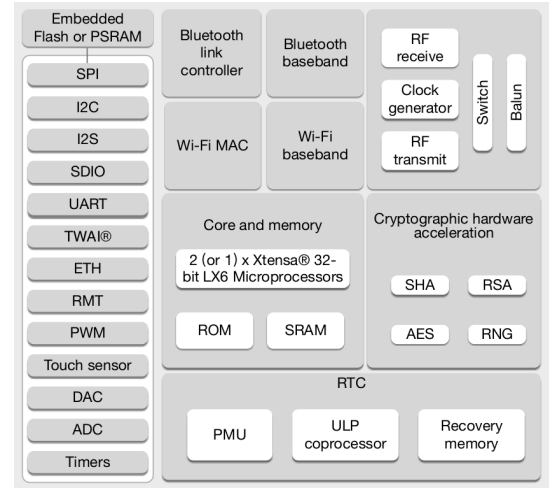 Embedded
Flash or PSRAM
SPI
I2C
I2S
SDIO
UART
TWAI®
ETH
RMT
PWM
Touch sensor
DAC
ADC
Timers
Bluetooth
link
controller
Bluetooth
baseband
Wi-Fi MAC
Wi-Fi
baseband
RF
receive
Clock
generator
RF
transmit
Switch
Balun
Core and memory
2 (or 1) x Xtensa® 32-
bit LX6 Microprocessors
ROM
SRAM
Cryptographic hardware
acceleration
SHA
RSA
AES
RNG
RTC
PMU
ULP
coprocessor
Recovery
memory